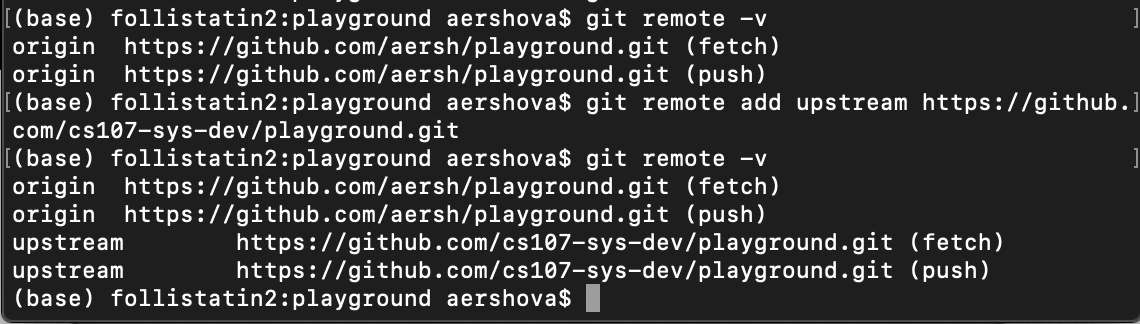 [(base) follistatin2:playground aershova$ git remote -v ]
origin  https://github.com/aersh/playground.git (fetch)
origin  https://github.com/aersh/playground.git (push)
[(base) follistatin2:playground aershova$ git remote add upstream https://github.]
com/cs107-sys-dev/playground.git
[(base) follistatin2:playground aershova$ git remote -v ]
origin  https://github.com/aersh/playground.git (fetch)
origin  https://github.com/aersh/playground.git (push)
upstream        https://github.com/cs107-sys-dev/playground.git (fetch)
upstream        https://github.com/cs107-sys-dev/playground.git (push)
(base) follistatin2:playground aershova$